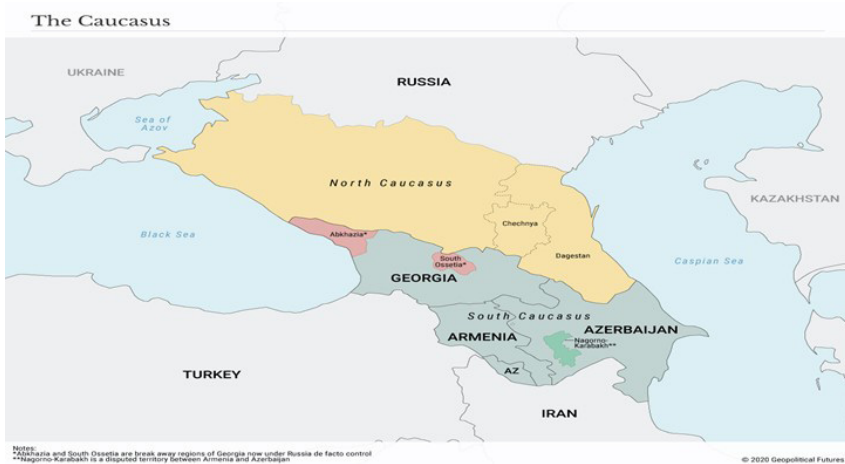 The Caucasus
UKRAINE
RUSSIA
Sea of
Azov
North Caucasus
KAZAKHSTAN
Chechnya
Black Sea
Abkhazia*
Dagestan
Caspian Sea
South
Ossetia*
GEORGIA
South Caucasus
AZERBAIJAN
ARMENIA
Nagorno-
Karabakh**
AZ
TURKEY
IRAN
Notes:
*Abkhazia and South Ossetia are break away regions of Georgia now under Russia de facto control
**Nagorno-Karabakh is a disputed territory between Armenia and Azerbaijan
© 2020 Geopolitical Futures